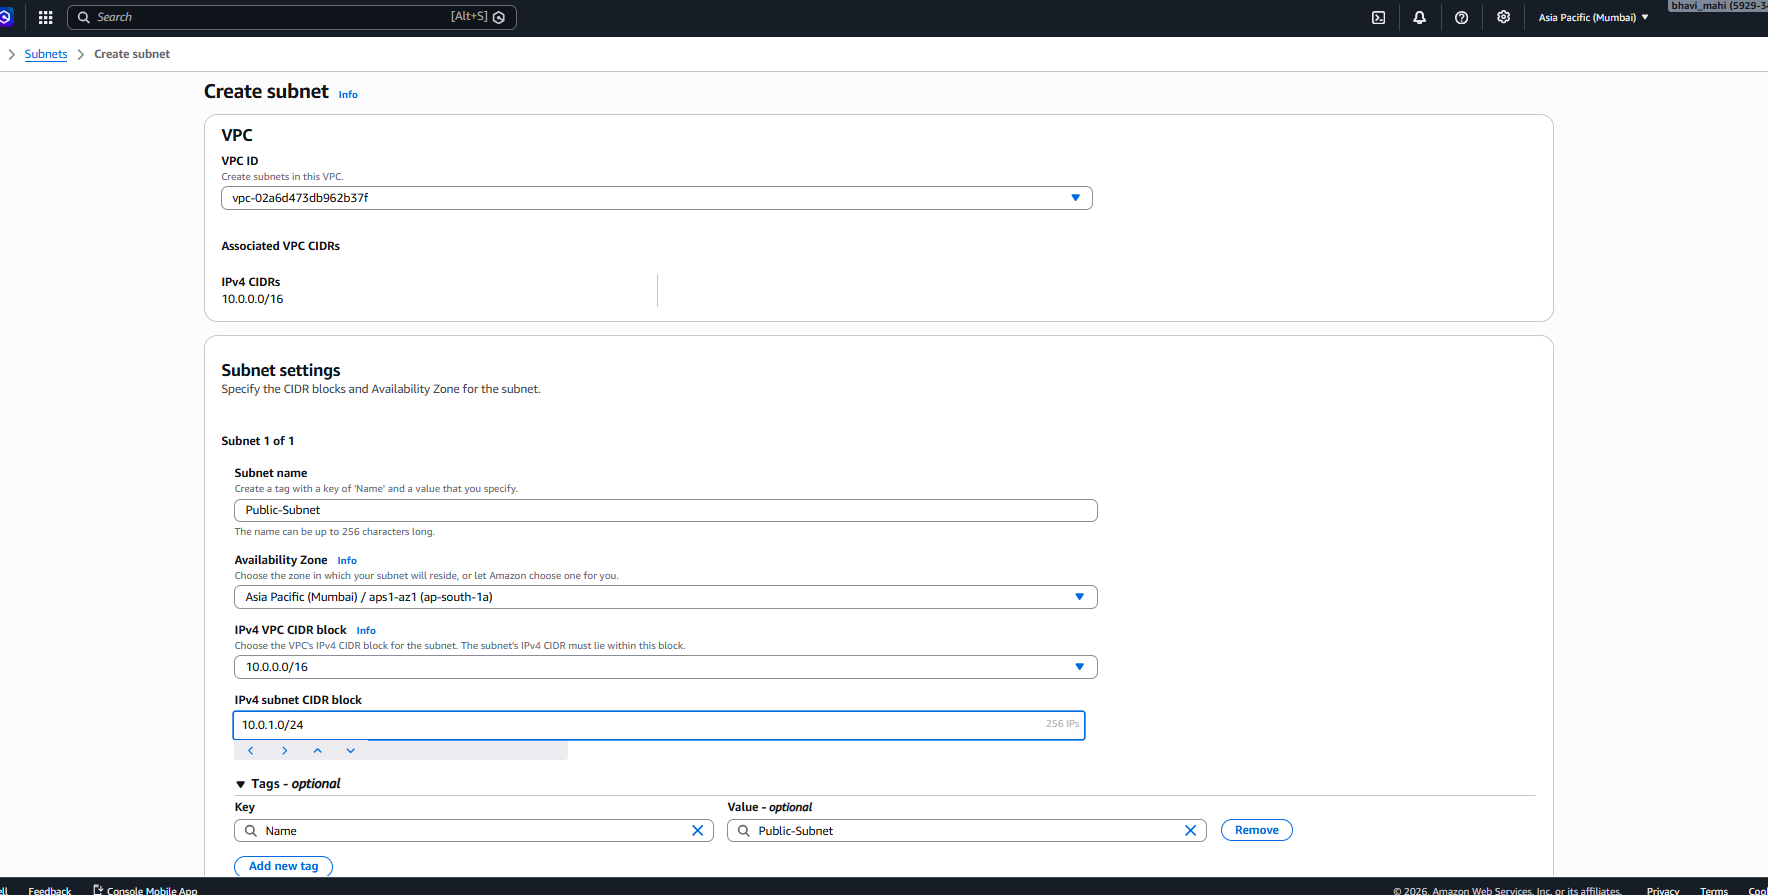 Search [Alt+S]
Asia Pacific (Mumbai)
bhavi_mahi (5929-3
Subnets Create subnet
Create subnet Info
VPC
VPC ID
Create subnets in this VPC.
vpc-02a6d473db962b37f
Associated VPC CIDRs
IPv4 CIDRs
10.0.0.0/16
Subnet settings
Specify the CIDR blocks and Availability Zone for the subnet.
Subnet 1 of 1
Subnet name
Create a tag with a key of 'Name' and a value that you specify.
Public-Subnet
The name can be up to 256 characters long.
Availability Zone Info
Choose the zone in which your subnet will reside, or let Amazon choose one for you.
Asia Pacific (Mumbai) / aps1-az1 (ap-south-1a)
IPv4 VPC CIDR block Info
Choose the VPC's IPv4 CIDR block for the subnet. The subnet's IPv4 CIDR must lie within this block.
10.0.0.0/16
IPv4 subnet CIDR block
10.0.1.0/24 256 IPs
Tags - optional
Key Value - optional
Name Public-Subnet Remove
Add new tag
Feedback Console Mobile App © 2026, Amazon Web Services, Inc. or its affiliates. Privacy Terms